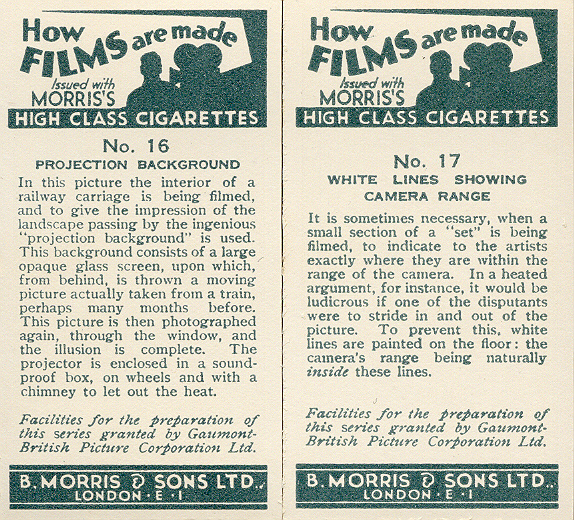 How
FILMS are made
Issued with
MORRIS'S
HIGH CLASS CIGARETTES
No. 16
PROJECTION BACKGROUND
In this picture the interior of a
railway carriage is being filmed,
and to give the impression of the
landscape passing by the ingenious
"projection background" is used.
This background consists of a large
opaque glass screen, upon which,
from behind, is thrown a moving
picture actually taken from a train,
perhaps many months before.
This picture is then photographed
again, through the window, and
the illusion is complete. The
projector is enclosed in a sound-
proof box, on wheels and with a
chimney to let out the heat.
Facilities for the preparation of
this series granted by Gaumont-
British Picture Corporation Ltd.
B. MORRIS & SONS LTD.,
LONDON · E · 1
How
FILMS are made
Issued with
MORRIS'S
HIGH CLASS CIGARETTES
No. 17
WHITE LINES SHOWING
CAMERA RANGE
It is sometimes necessary, when a
small section of a "set" is being
filmed, to indicate to the artists
exactly where they are within the
range of the camera. In a heated
argument, for instance, it would be
ludicrous if one of the disputants
were to stride in and out of the
picture. To prevent this, white
lines are painted on the floor: the
camera's range being naturally
inside these lines.
Facilities for the preparation of
this series granted by Gaumont-
British Picture Corporation Ltd.
B. MORRIS & SONS LTD.,
LONDON · E · 1